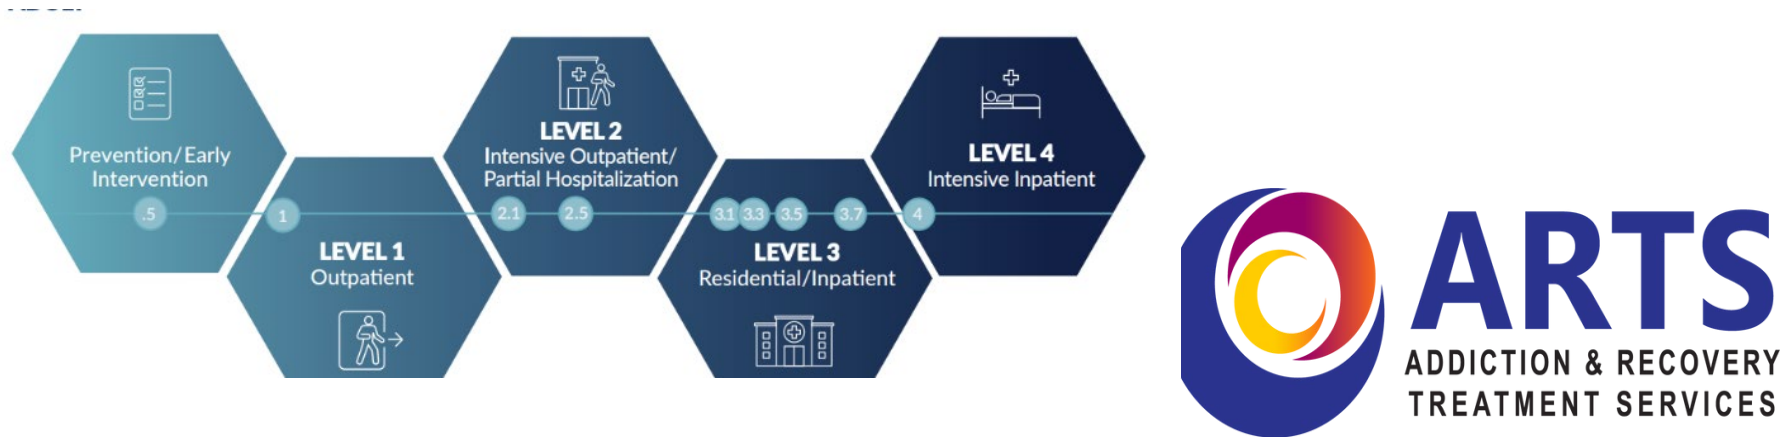 Prevention/Early
Intervention
.5
1
LEVEL 1
Outpatient
LEVEL 2
Intensive Outpatient/
Partial Hospitalization
2.1 2.5
3.1 3.3 3.5 3.7
LEVEL 3
Residential/Inpatient
LEVEL 4
Intensive Inpatient
4
ARTS
ADDICTION & RECOVERY
TREATMENT SERVICES